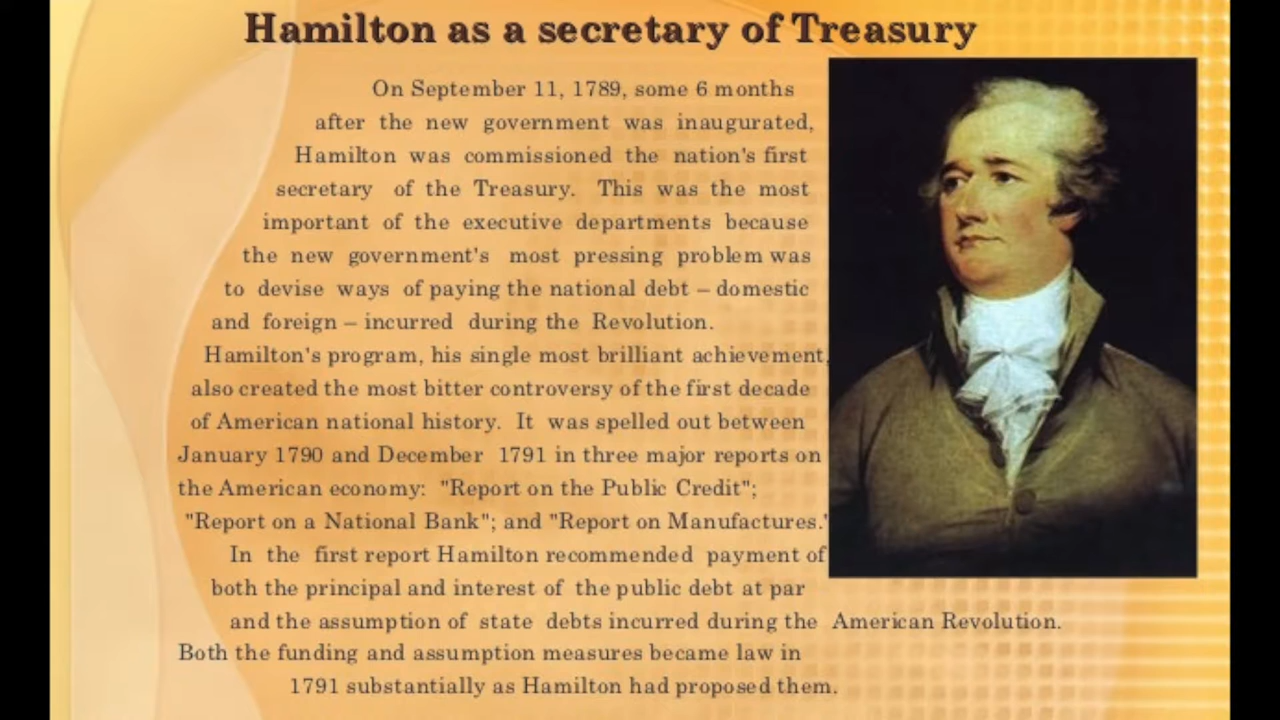 Hamilton as a secretary of Treasury
On September 11, 1789, some 6 months
after the new government was inaugurated,
Hamilton was commissioned the nation's first
secretary of the Treasury. This was the most
important of the executive departments because
the new government's most pressing problem was
to devise ways of paying the national debt – domestic
and foreign – incurred during the Revolution.
Hamilton's program, his single most brilliant achievement,
also created the most bitter controversy of the first decade
of American national history. It was spelled out between
January 1790 and December 1791 in three major reports on
the American economy: "Report on the Public Credit";
"Report on a National Bank"; and "Report on Manufactures."
In the first report Hamilton recommended payment of
both the principal and interest of the public debt at par
and the assumption of state debts incurred during the American Revolution.
Both the funding and assumption measures became law in
1791 substantially as Hamilton had proposed them.